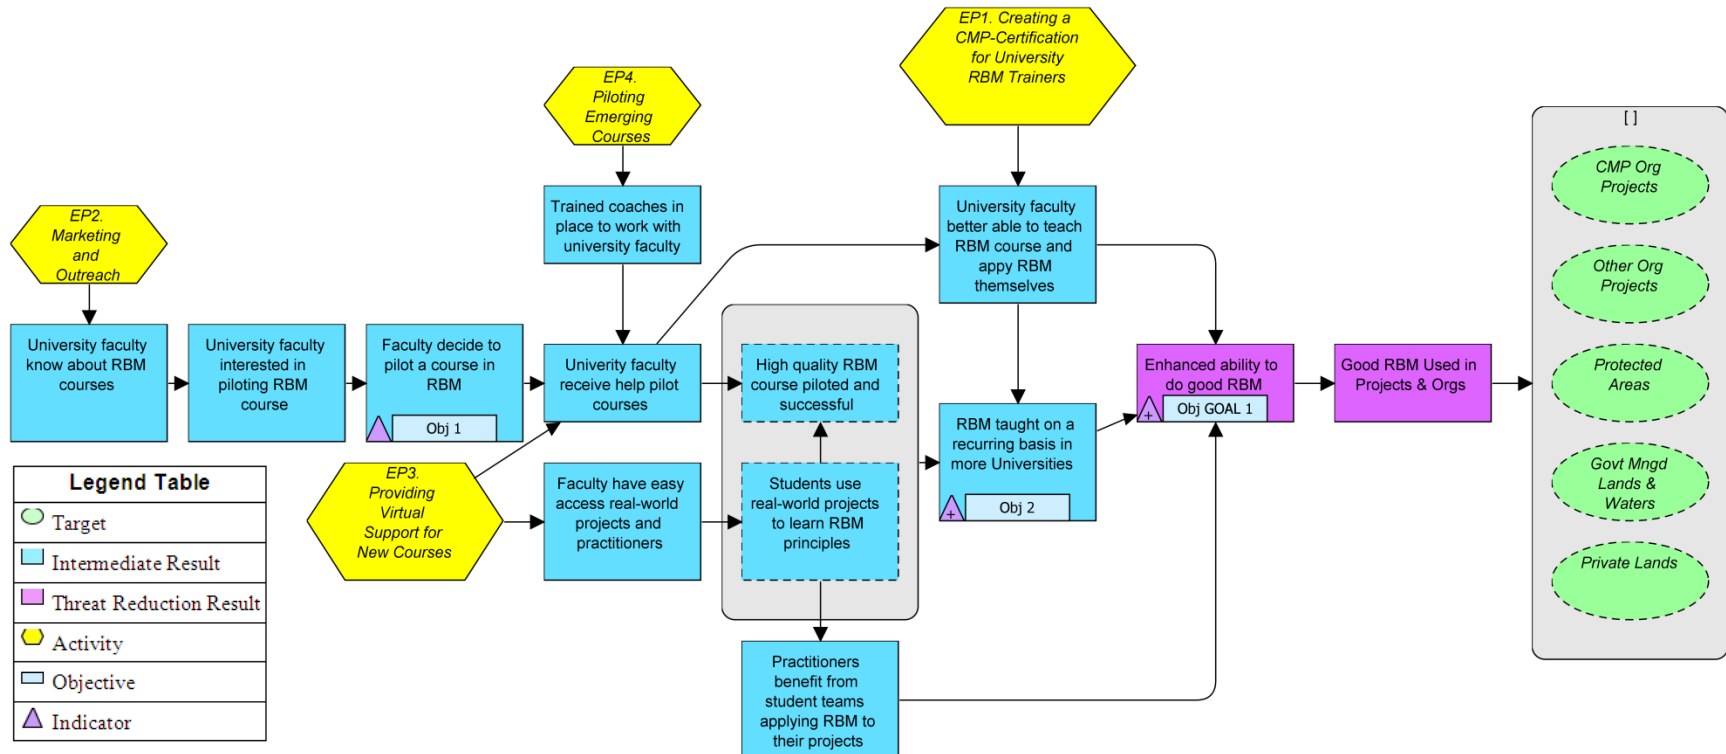 EP1. Creating a
CMP-Certification
for University
RBM Trainers
EP4.
Piloting
Emerging
Courses
EP2.
Marketing
and
Outreach
Trained coaches in
place to work with
university faculty
University faculty
better able to teach
RBM course and
appy RBM
themselves
University faculty
know about RBM
courses
University faculty
interested in
piloting RBM
course
Faculty decide to
pilot a course in
RBM
Obj 1
Univerity faculty
receive help pilot
courses
High quality RBM
course piloted and
successful
Enhanced ability to
do good RBM
+
Obj GOAL 1
Good RBM Used in
Projects & Orgs
RBM taught on a
recurring basis in
more Universities
+
Obj 2
EP3.
Providing
Virtual
Support for
New Courses
Faculty have easy
access real-world
projects and
practitioners
Students use
real-world projects
to learn RBM
principles
Practitioners
benefit from
student teams
applying RBM to
their projects
[ ]
CMP Org
Projects
Other Org
Projects
Protected
Areas
Govt Mngd
Lands &
Waters
Private Lands
Legend Table
Target
Intermediate Result
Threat Reduction Result
Activity
Objective
Indicator